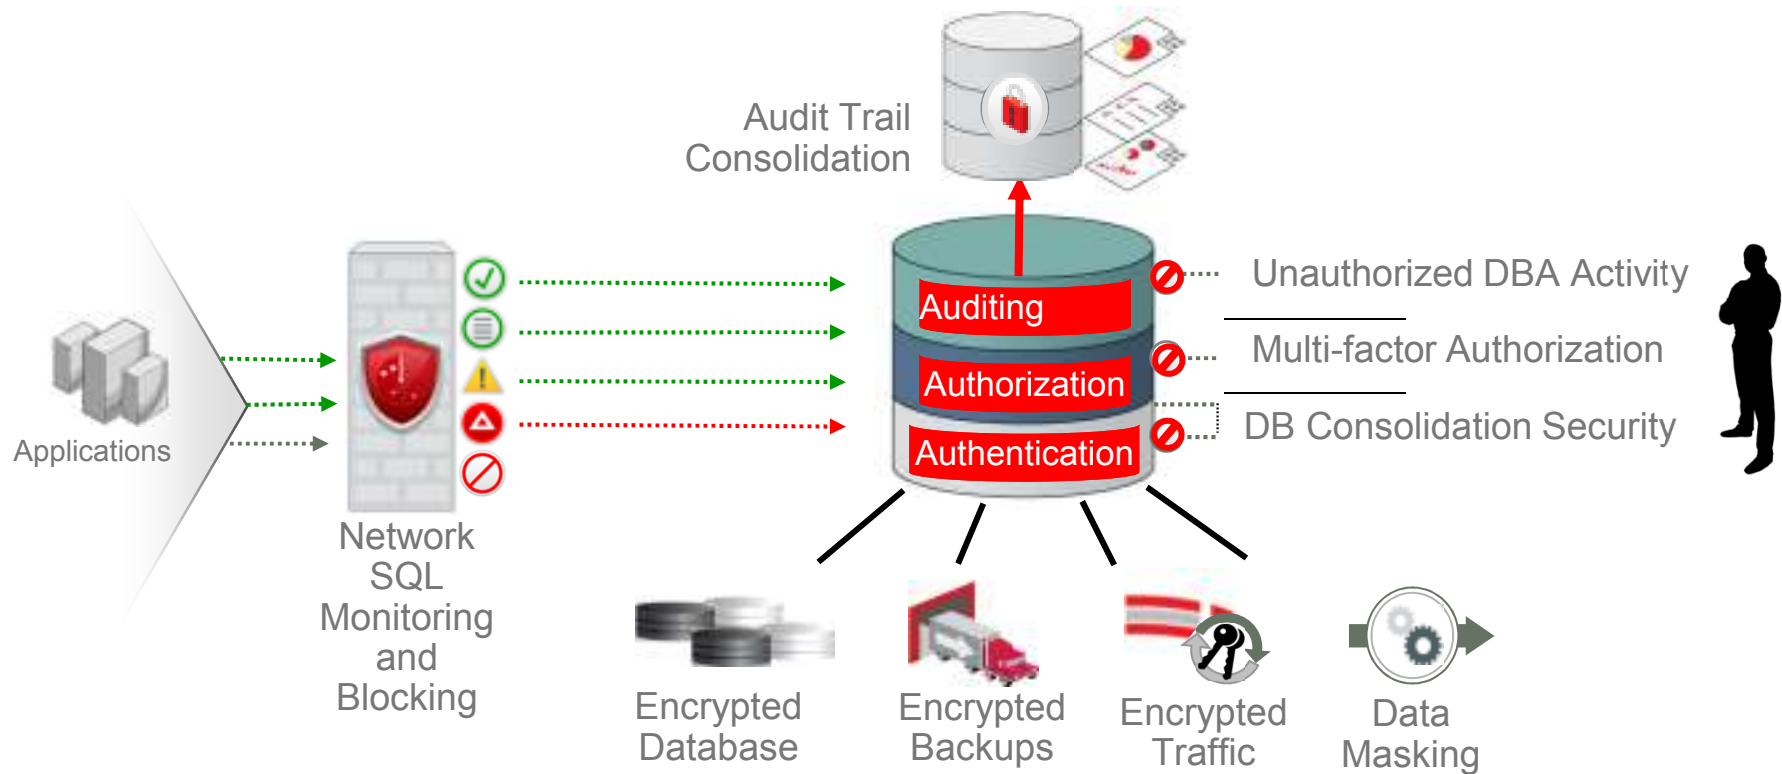 Audit Trail
Consolidation
Applications
Network
SQL
Monitoring
and
Blocking
Auditing
Authorization
Authentication
Unauthorized DBA Activity
Multi-factor Authorization
DB Consolidation Security
Encrypted
Database
Encrypted
Backups
Encrypted
Traffic
Data
Masking